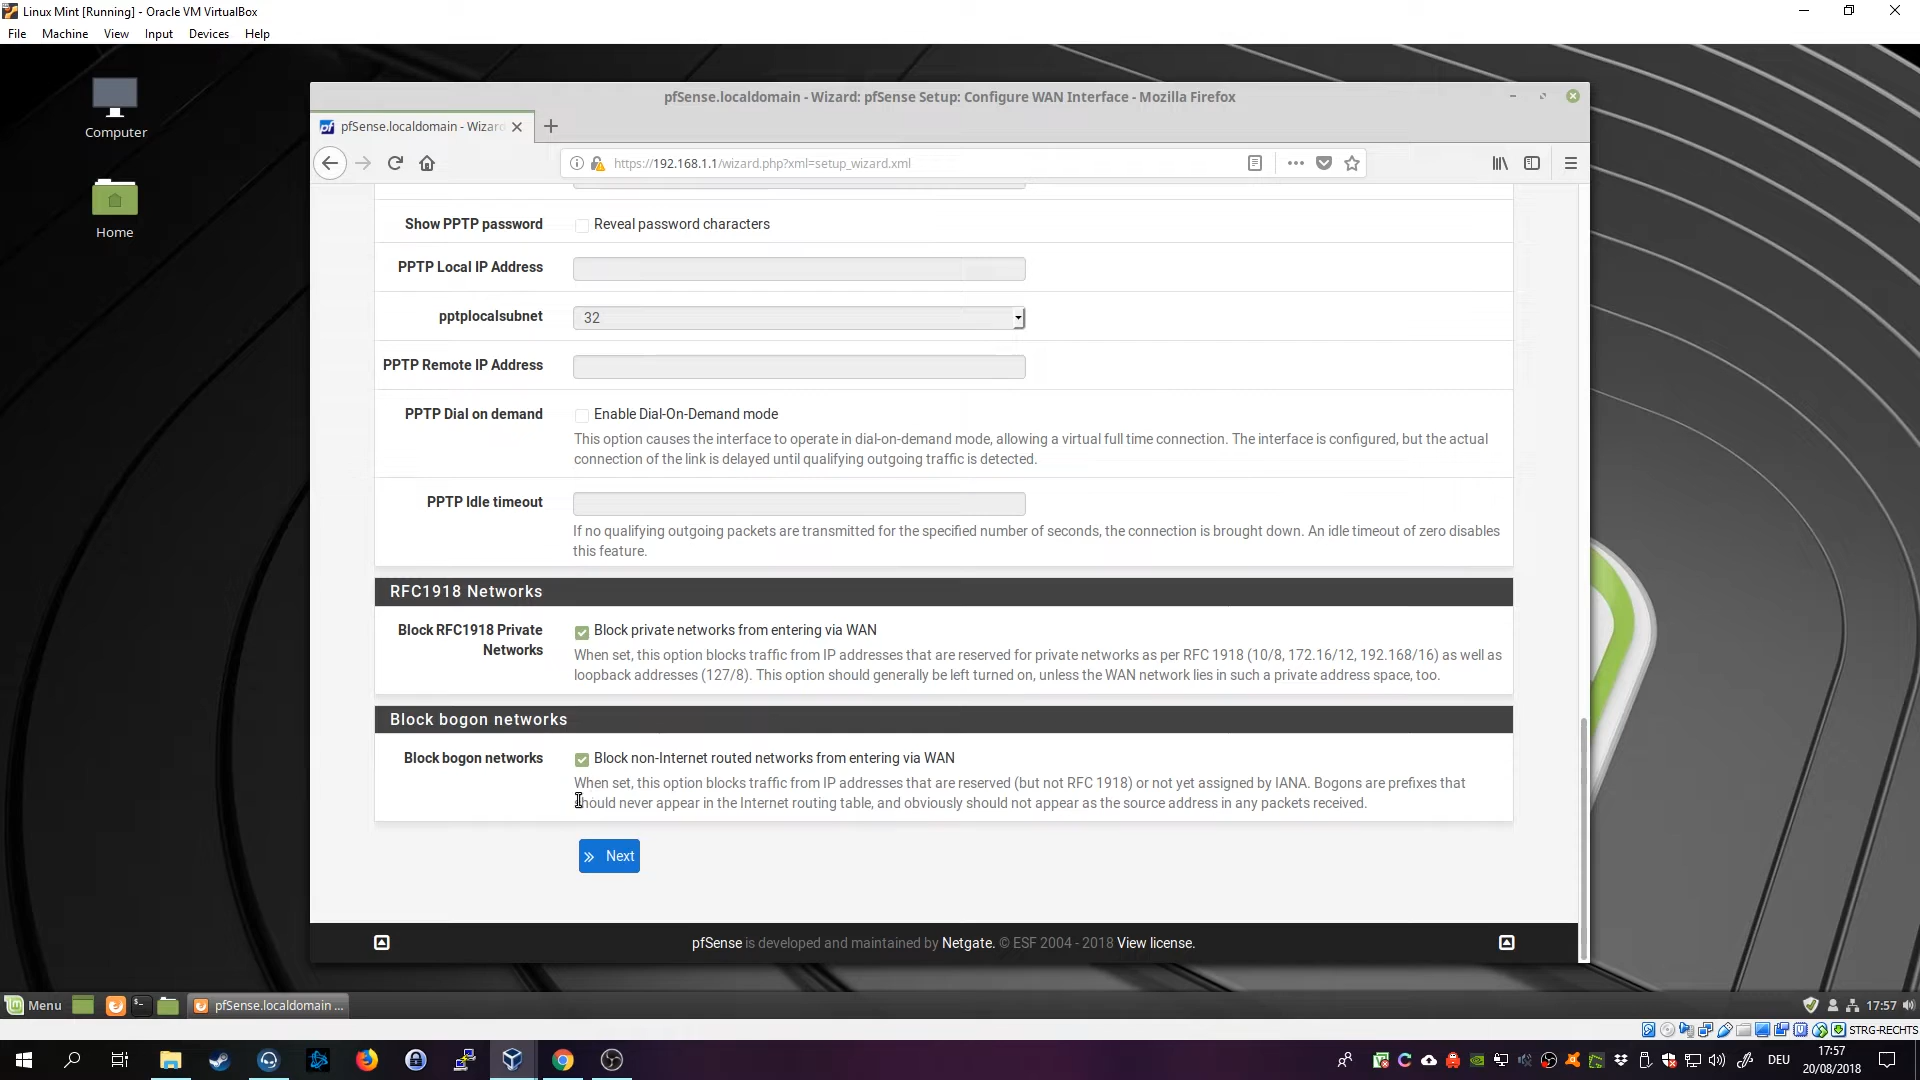 Linux Mint [Running] - Oracle VM VirtualBox
File Machine View Input Devices Help
Computer
Home
pfSense.localdomain - Wizard: pfSense Setup: Configure WAN Interface - Mozilla Firefox
pfSense.localdomain - Wizard
https://192.168.1.1/wizard.php?xml=setup_wizard.xml
Show PPTP password Reveal password characters
PPTP Local IP Address
pptplocalsubnet 32
PPTP Remote IP Address
PPTP Dial on demand Enable Dial-On-Demand mode
This option causes the interface to operate in dial-on-demand mode, allowing a virtual full time connection. The interface is configured, but the actual
connection of the link is delayed until qualifying outgoing traffic is detected.
PPTP Idle timeout
If no qualifying outgoing packets are transmitted for the specified number of seconds, the connection is brought down. An idle timeout of zero disables
this feature.
RFC1918 Networks
Block RFC1918 Private
Networks
Block private networks from entering via WAN
When set, this option blocks traffic from IP addresses that are reserved for private networks as per RFC 1918 (10/8, 172.16/12, 192.168/16) as well as
loopback addresses (127/8). This option should generally be left turned on, unless the WAN network lies in such a private address space, too.
Block bogon networks
Block bogon networks Block non-Internet routed networks from entering via WAN
When set, this option blocks traffic from IP addresses that are reserved (but not RFC 1918) or not yet assigned by IANA. Bogons are prefixes that
should never appear in the Internet routing table, and obviously should not appear as the source address in any packets received.
Next
pfSense is developed and maintained by Netgate. © ESF 2004 - 2018 View license.
Menu pfSense.localdomain ... 17:57
STRG-RECHTS
DEU 17:57
20/08/2018